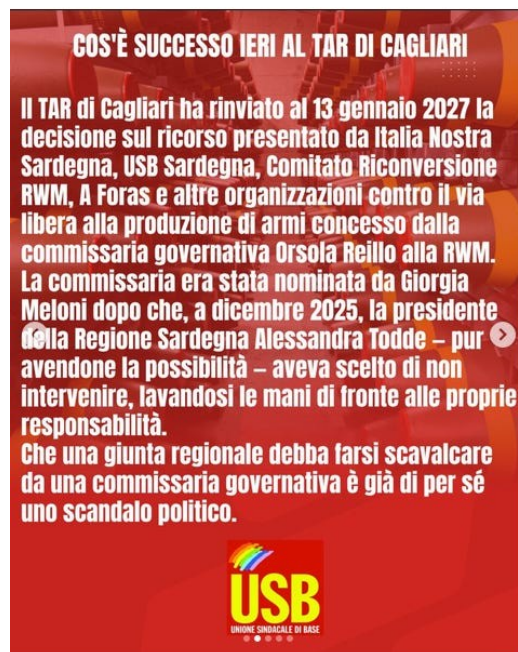 COS'È SUCCESSO IERI AL TAR DI CAGLIARI
Il TAR di Cagliari ha rinviato al 13 gennaio 2027 la
decisione sul ricorso presentato da Italia Nostra
Sardegna, USB Sardegna, Comitato Riconversione
RWM, A Foras e altre organizzazioni contro il via
libera alla produzione di armi concesso dalla
commissaria governativa Orsola Reillo alla RWM.
La commissaria era stata nominata da Giorgia
Meloni dopo che, a dicembre 2025, la presidente
della Regione Sardegna Alessandra Todde – pur
avendone la possibilità – aveva scelto di non
intervenire, lavandosi le mani di fronte alle proprie
responsabilità.
Che una giunta regionale debba farsi scavalcare
da una commissaria governativa è già di per sé
uno scandalo politico.
USB
UNIONE SINDACALE DI BASE